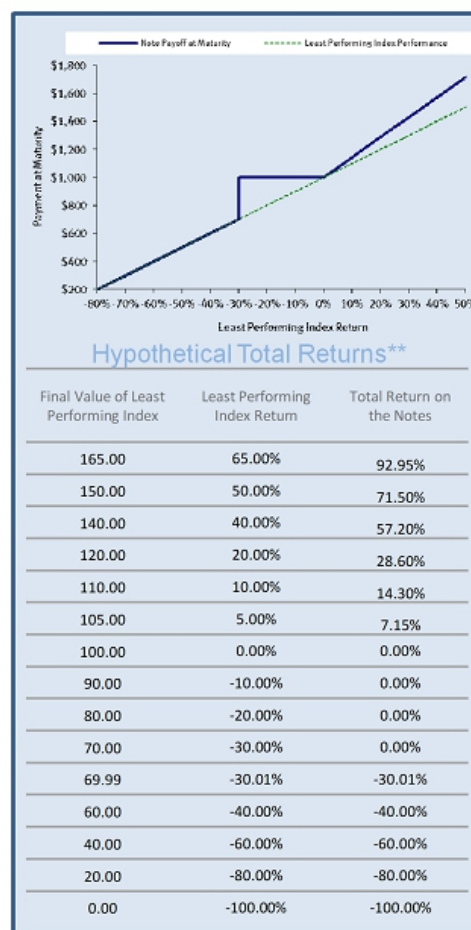 Note Payoff at Maturity
Least Performing Index Performance
$1,800
$1,600
$1,400
$1,200
$1,000
$800
$600
$400
$200
Payment at Maturity
-80% -70% -60% -50% -40% -30% -20% -10% 0% 10% 20% 30% 40% 50%
Least Performing Index Return
Hypothetical Total Returns**
Final Value of Least Performing Index
Least Performing Index Return
Total Return on the Notes
165.00 65.00% 92.95%
150.00 50.00% 71.50%
140.00 40.00% 57.20%
120.00 20.00% 28.60%
110.00 10.00% 14.30%
105.00 5.00% 7.15%
100.00 0.00% 0.00%
90.00 -10.00% 0.00%
80.00 -20.00% 0.00%
70.00 -30.00% 0.00%
69.99 -30.01% -30.01%
60.00 -40.00% -40.00%
40.00 -60.00% -60.00%
20.00 -80.00% -80.00%
0.00 -100.00% -100.00%